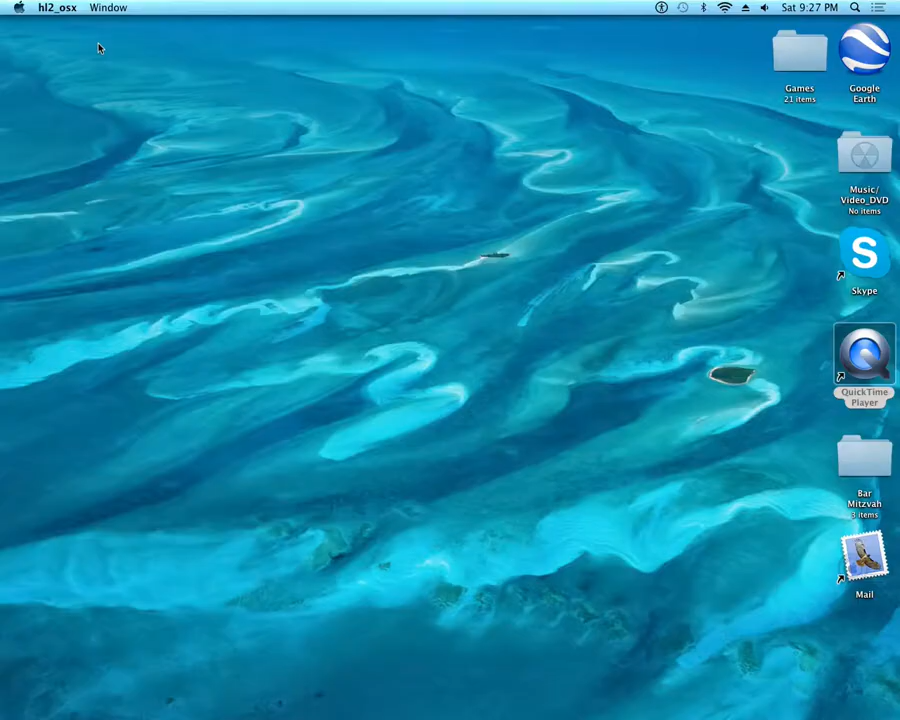 hl2_osx Window Sat 9:27 PM
Games
21 items
Google
Earth
Music/
Video_DVD
No items
S
Skype
QuickTime
Player
Bar
Mitzvah
3 items
Mail